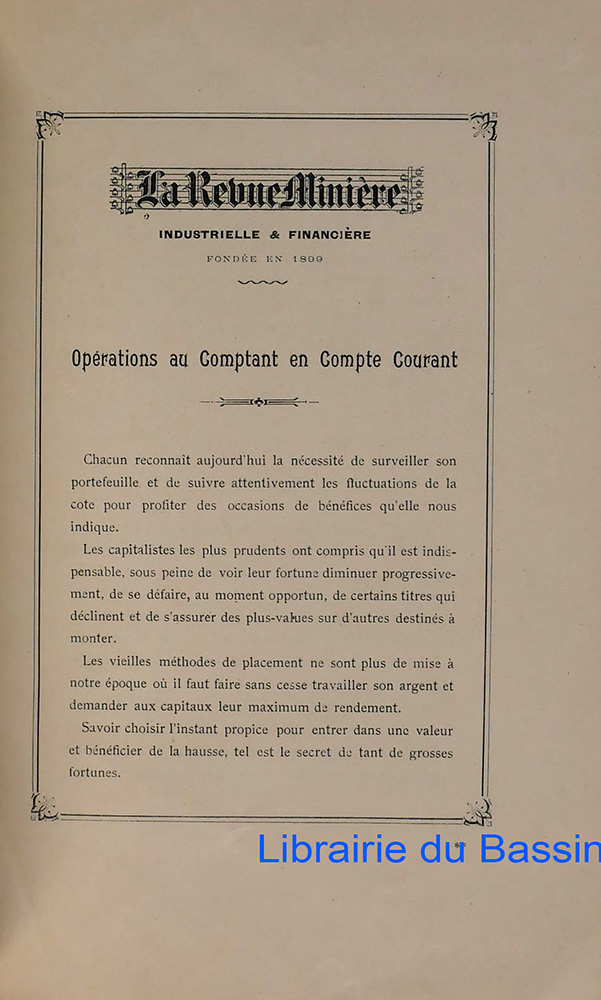 La Revue Minière
INDUSTRIELLE & FINANCIÈRE
FONDÉE EN 1899
Opérations au Comptant en Compte Courant
Chacun reconnaît aujourd'hui la nécessité de surveiller son
portefeuille et de suivre attentivement les fluctuations de la
cote pour profiter des occasions de bénéfices qu'elle nous
indique.
Les capitalistes les plus prudents ont compris qu'il est indis-
pensable, sous peine de voir leur fortune diminuer progressive-
ment, de se défaire, au moment opportun, de certains titres qui
déclinent et de s'assurer des plus-values sur d'autres destinés à
monter.
Les vieilles méthodes de placement ne sont plus de mise à
notre époque où il faut faire sans cesse travailler son argent et
demander aux capitaux leur maximum de rendement.
Savoir choisir l'instant propice pour entrer dans une valeur
et bénéficier de la hausse, tel est le secret de tant de grosses
fortunes.
Librairie du Bassin